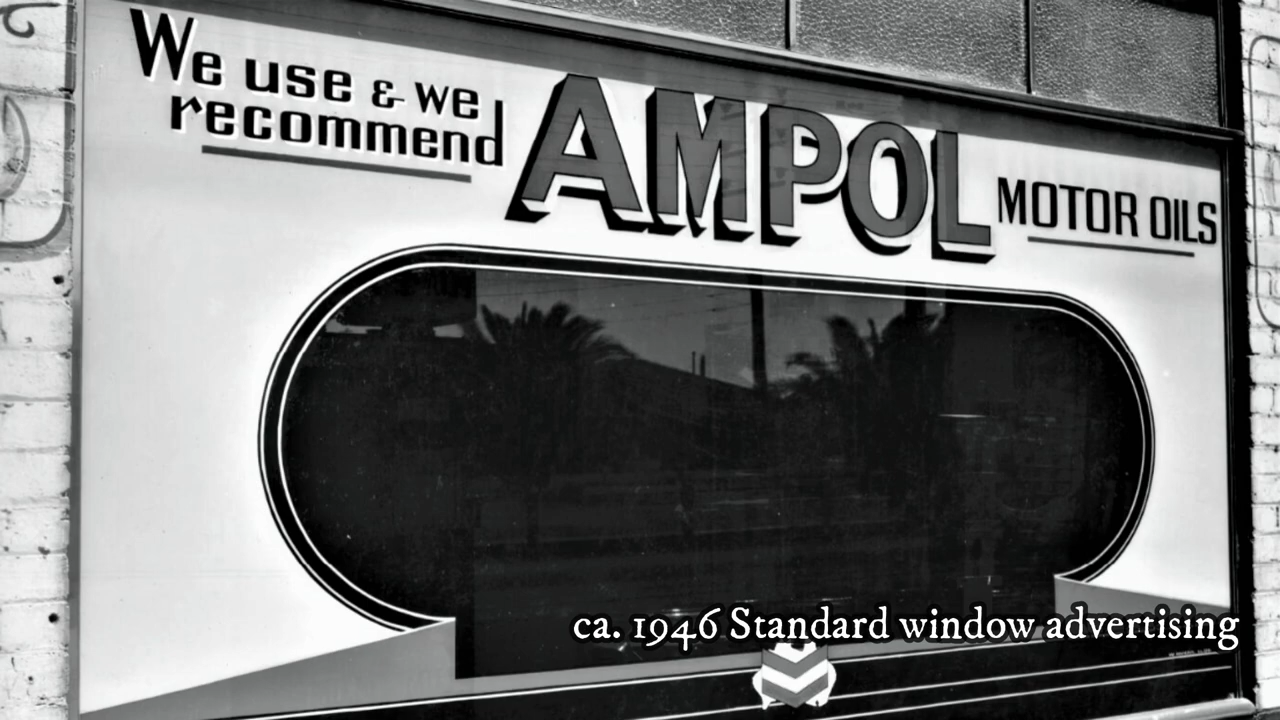 We use & we
recommend
AMPOL
MOTOR OILS
ca. 1946 Standard window advertising